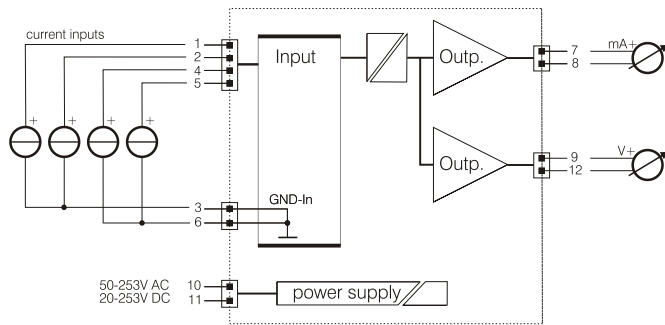 current inputs
1
2
4
5
+ + + +
Input
Outp.
7 mA+
8
Outp.
9 V+
12
GND-In
3
6
50-253V AC 10
20-253V DC 11
power supply